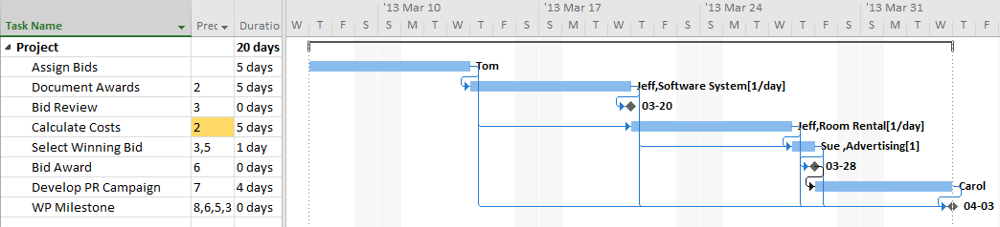 '13 Mar 10 '13 Mar 17 '13 Mar 24 '13 Mar 31
Task Name Prec Duratio W T F S S M T W T F S S M T W T F S S M T W T F S S M T W T F
Project 20 days
Assign Bids 5 days Tom
Document Awards 2 5 days Jeff,Software System[1/day]
Bid Review 3 0 days 03-20
Calculate Costs 2 5 days Jeff,Room Rental[1/day]
Select Winning Bid 3,5 1 day Sue ,Advertising[1]
Bid Award 6 0 days 03-28
Develop PR Campaign 7 4 days Carol
WP Milestone 8,6,5,3 0 days 04-03